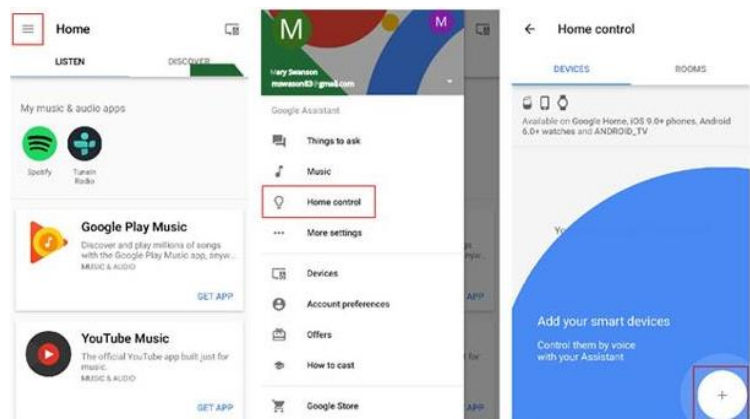 Home
LISTEN
DISCOVER
My music & audio apps
Spotify
TuneIn
Radio
Google Play Music
Discover and play millions of songs
with the Google Play Music app, anyw...
MUSIC & AUDIO
GET APP
YouTube Music
The official YouTube app built just for
music.
MUSIC & AUDIO
GET APP
M
M
Mary Swanson
Google Assistant
Things to ask
Music
Home control
More settings
Devices
Account preferences
Offers
How to cast
Google Store
APP
APP
Home control
DEVICES
ROOMS
Available on Google Home, iOS 9.0+ phones, Android
6.0+ watches and ANDROID_TV
Add your smart devices
Control them by voice
with your Assistant